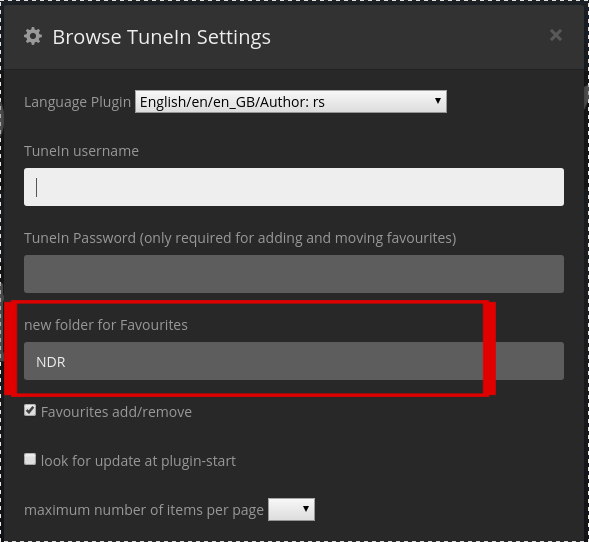 Browse TuneIn Settings
Language Plugin English/en/en_GB/Author: rs
TuneIn username
TuneIn Password (only required for adding and moving favourites)
new folder for Favourites
NDR
Favourites add/remove
look for update at plugin-start
maximum number of items per page